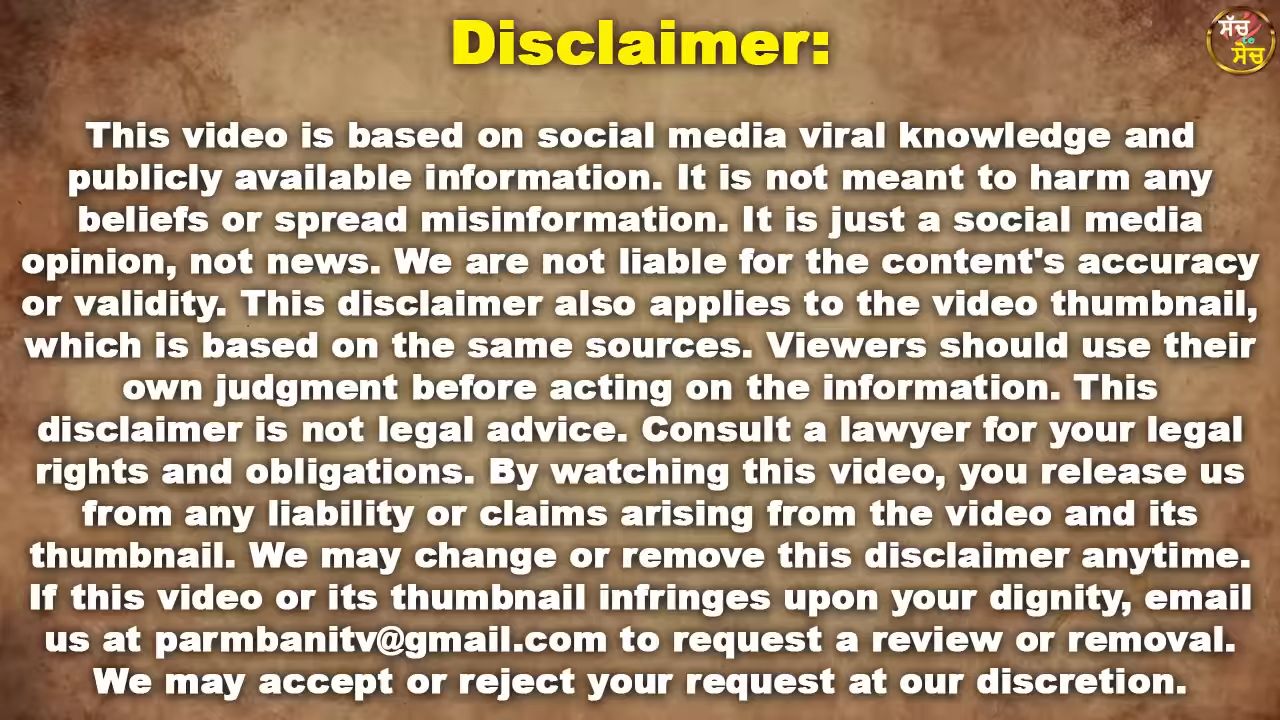 Disclaimer:
ਸੱਚ
ਸੋਚ
This video is based on social media viral knowledge and
publicly available information. It is not meant to harm any
beliefs or spread misinformation. It is just a social media
opinion, not news. We are not liable for the content's accuracy
or validity. This disclaimer also applies to the video thumbnail,
which is based on the same sources. Viewers should use their
own judgment before acting on the information. This
disclaimer is not legal advice. Consult a lawyer for your legal
rights and obligations. By watching this video, you release us
from any liability or claims arising from the video and its
thumbnail. We may change or remove this disclaimer anytime.
If this video or its thumbnail infringes upon your dignity, email
us at parmbanitv@gmail.com to request a review or removal.
We may accept or reject your request at our discretion.